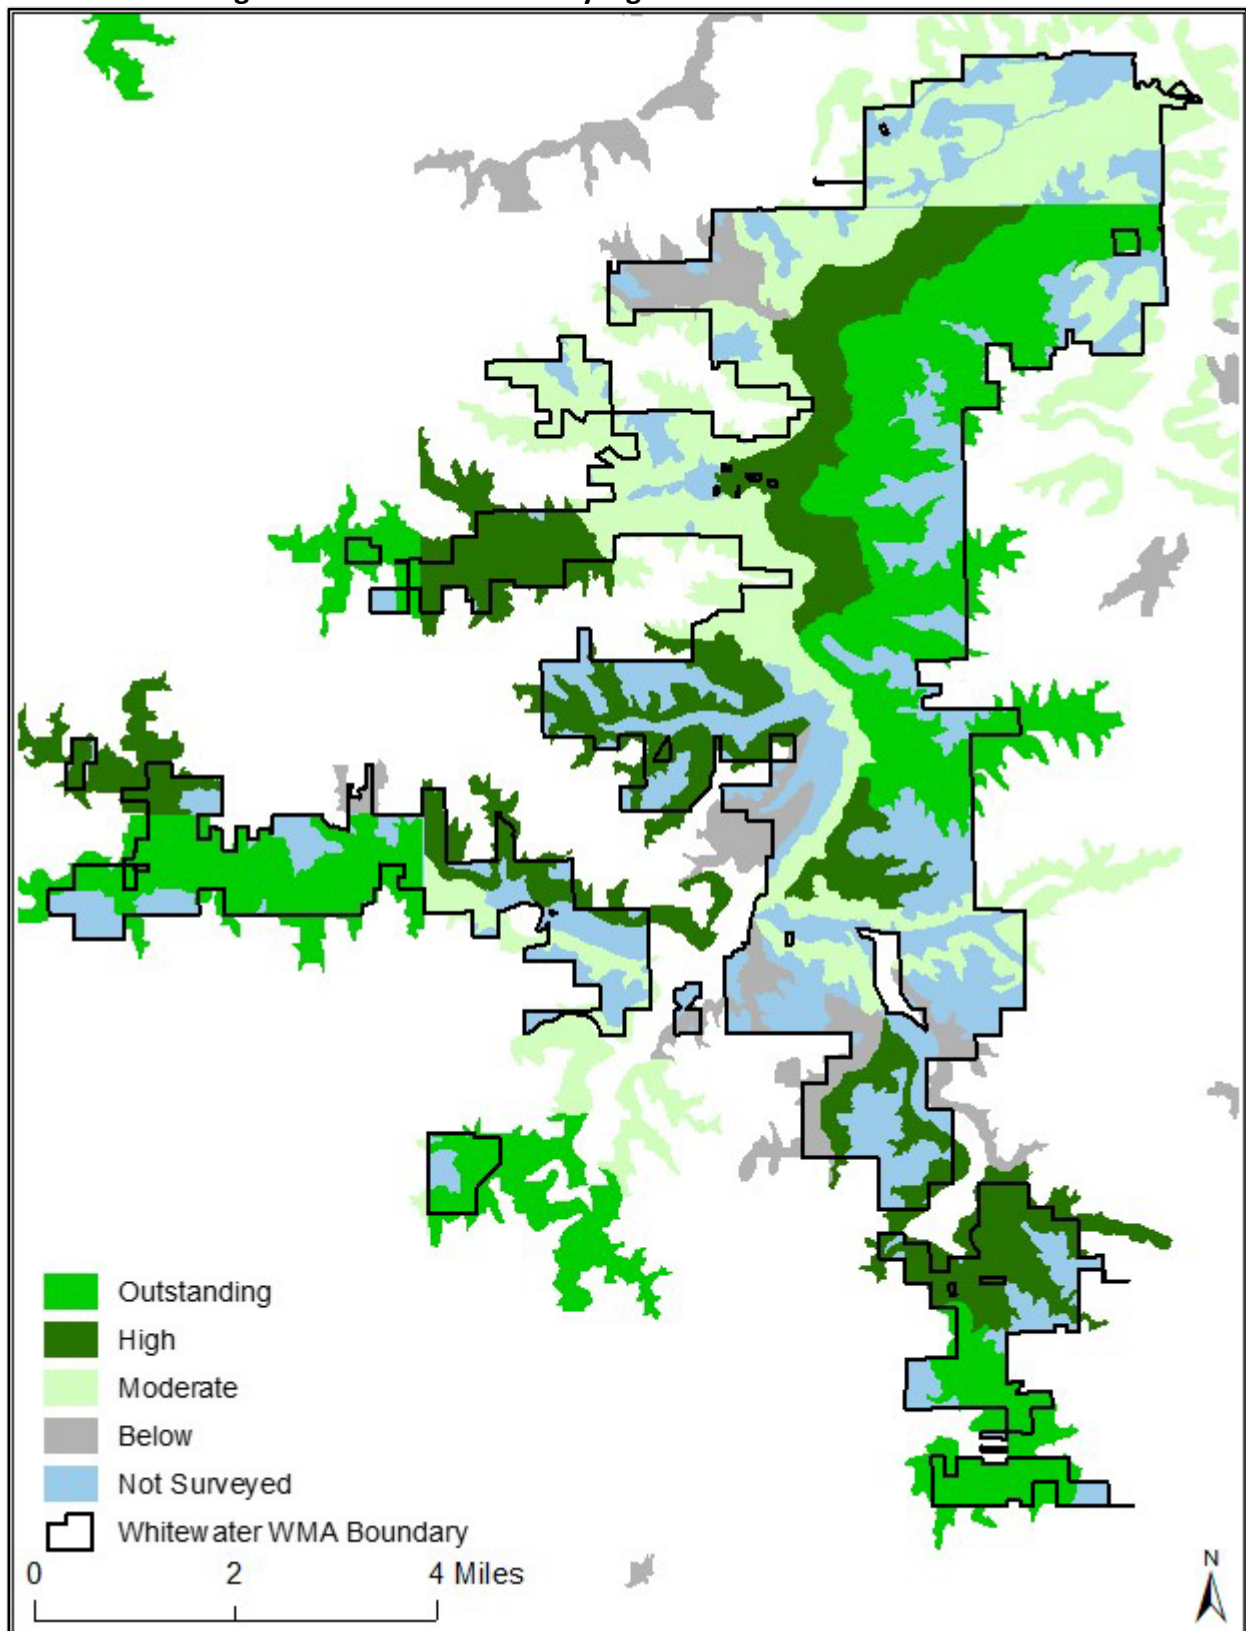 N
Outstanding
High
Moderate
Below
Not Surveyed
Whitewater WMA Boundary
0 2 4 Miles